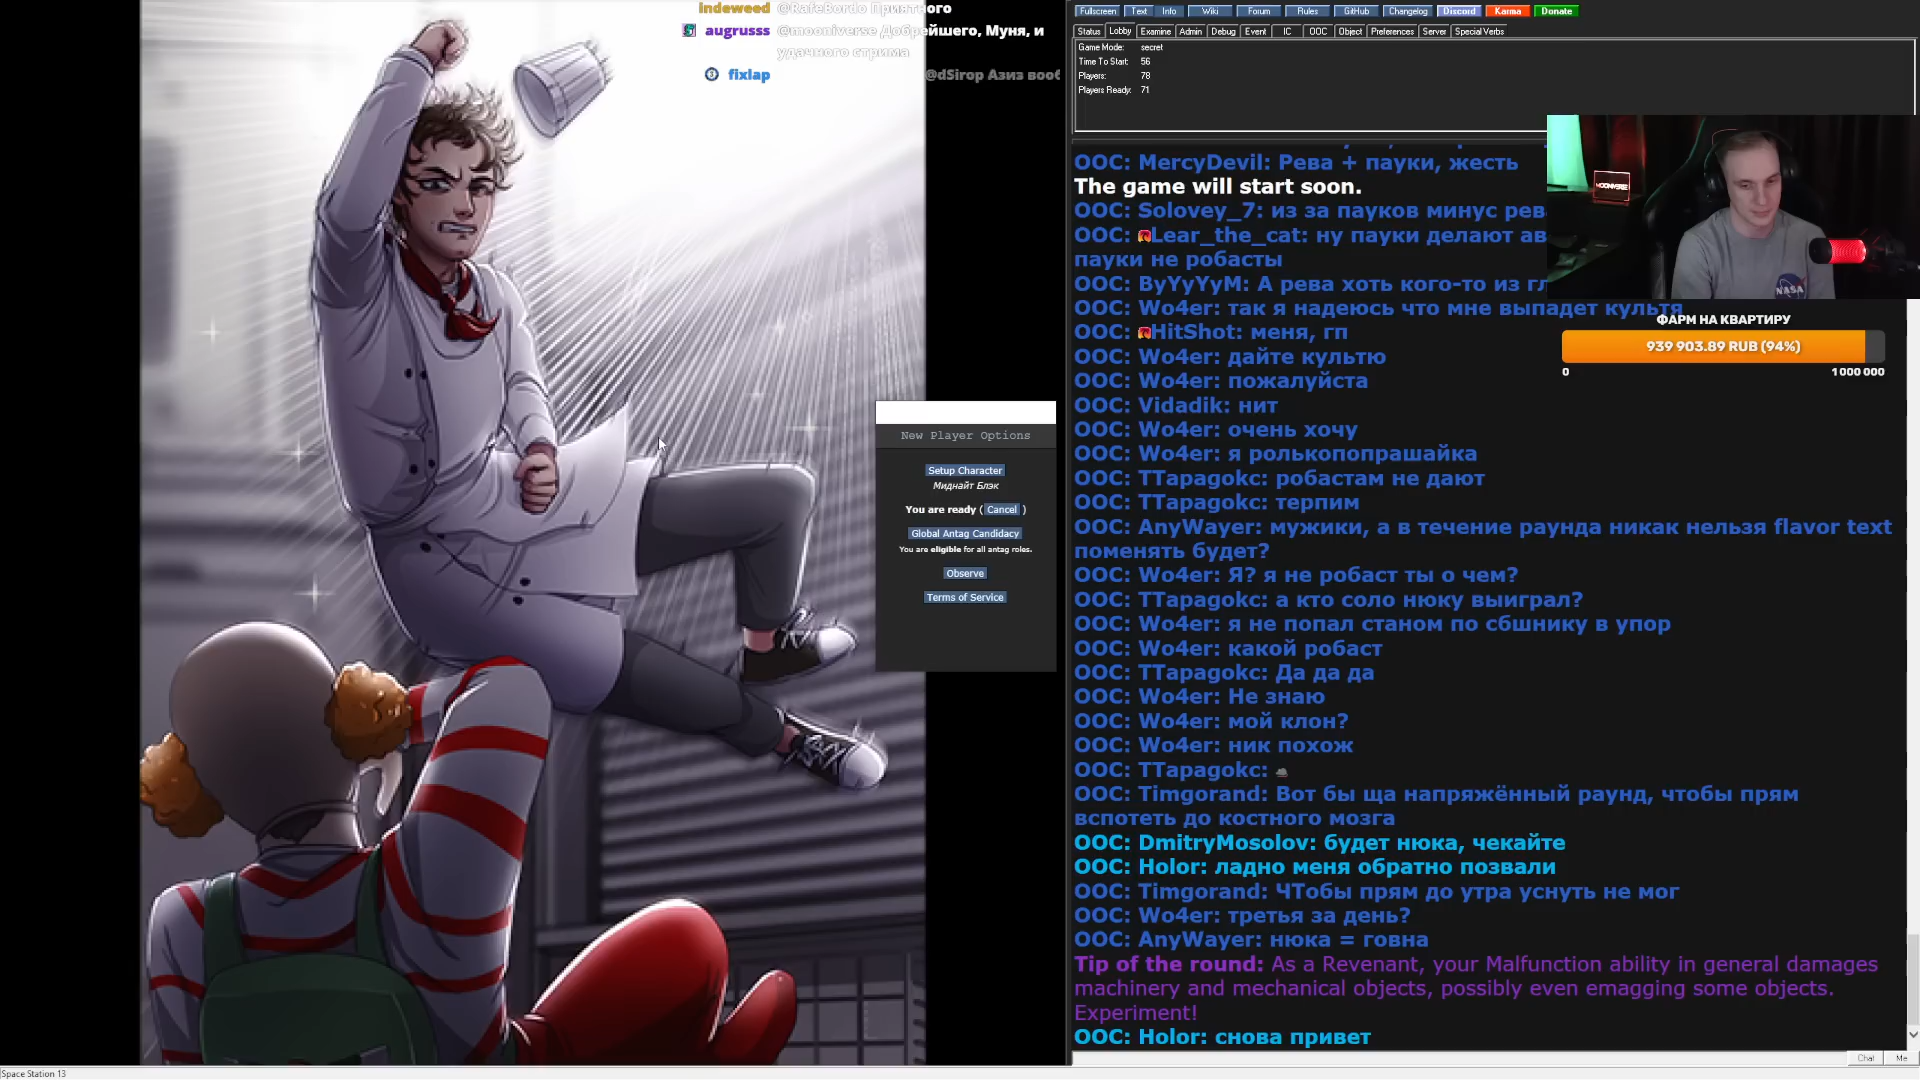 Indeweed @RafeBordo Приятного
augrusss @mooniverse Добрейшего, Муня, и
удачного стрима
fixlap @dSirop Азиз вооб
Fullscreen Text Info Wiki Forum Rules GitHub Changelog Discord Karma Donate
Status Lobby Examine Admin Debug Event IC OOC Object Preferences Server Special Verbs
Game Mode: secret
Time To Start: 56
Players: 78
Players Ready: 71
OOC: MercyDevil: Рева + пауки, жесть
The game will start soon.
OOC: Solovey_7: из за пауков минус рев
OOC: Lear_the_cat: ну пауки делают ав
пауки не робасты
OOC: ByYyYyM: А рева хоть кого-то из гл
OOC: Wo4er: так я надеюсь что мне выпадет культя
OOC: HitShot: меня, гп
OOC: Wo4er: дайте культю
OOC: Wo4er: пожалуйста
OOC: Vidadik: нит
OOC: Wo4er: очень хочу
OOC: Wo4er: я ролькопопрашайка
OOC: TTapagokc: робастам не дают
OOC: TTapagokc: терпим
OOC: AnyWayer: мужики, а в течение раунда никак нельзя flavor text
поменять будет?
OOC: Wo4er: Я? я не робаст ты о чем?
OOC: TTapagokc: а кто соло нюку выиграл?
OOC: Wo4er: я не попал станом по сбшнику в упор
OOC: Wo4er: какой робаст
OOC: TTapagokc: Да да да
OOC: Wo4er: Не знаю
OOC: Wo4er: мой клон?
OOC: Wo4er: ник похож
OOC: TTapagokc:
OOC: Timgorand: Вот бы ща напряжённый раунд, чтобы прям
вспотеть до костного мозга
OOC: DmitryMosolov: будет нюка, чекайте
OOC: Holor: ладно меня обратно позвали
OOC: Timgorand: ЧТобы прям до утра уснуть не мог
OOC: Wo4er: третья за день?
OOC: AnyWayer: нюка = говна
Tip of the round: As a Revenant, your Malfunction ability in general damages
machinery and mechanical objects, possibly even emagging some objects.
Experiment!
OOC: Holor: снова привет
MOONVERSE
NASA
ФАРМ НА КВАРТИРУ
939 903.89 RUB (94%)
0 1 000 000
New Player Options
Setup Character
Миднайт Блэк
You are ready ( Cancel )
Global Antag Candidacy
You are eligible for all antag roles.
Observe
Terms of Service
Chat Me
Space Station 13